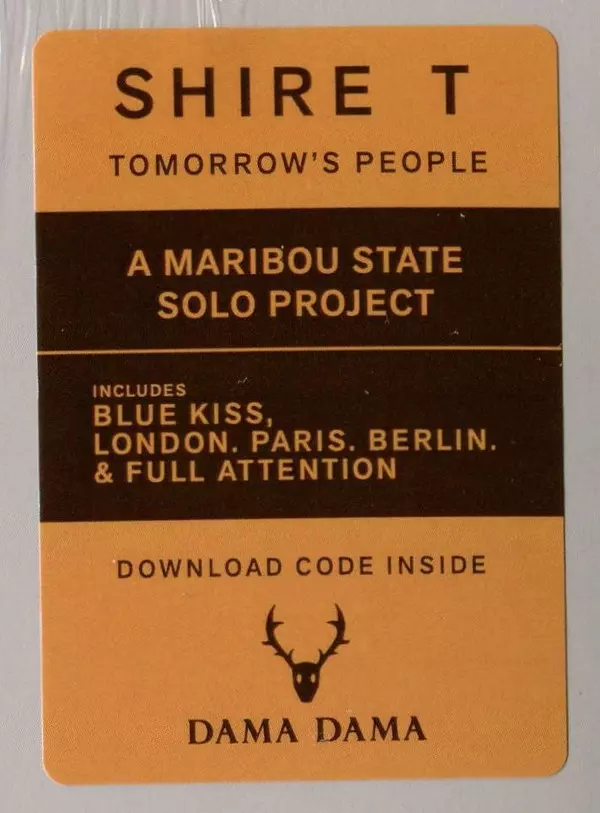 SHIRE T
TOMORROW'S PEOPLE
A MARIBOU STATE
SOLO PROJECT
INCLUDES
BLUE KISS,
LONDON. PARIS. BERLIN.
& FULL ATTENTION
DOWNLOAD CODE INSIDE
DAMA DAMA